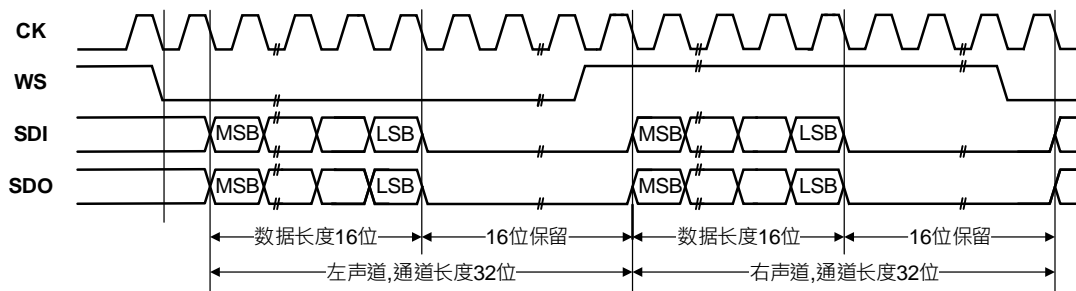 CK
WS
SDI
MSB LSB MSB LSB
SDO
MSB LSB MSB LSB
数据长度16位 16位保留 数据长度16位 16位保留
左声道,通道长度32位 右声道,通道长度32位